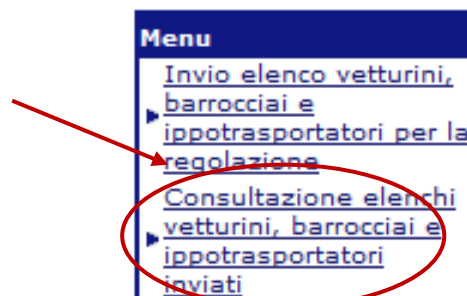 Menu
Invio elenco vetturini,
barrocciai e
ippotrasportatori per la
regolazione
Consultazione elenchi
vetturini, barrocciai e
ippotrasportatori
inviati